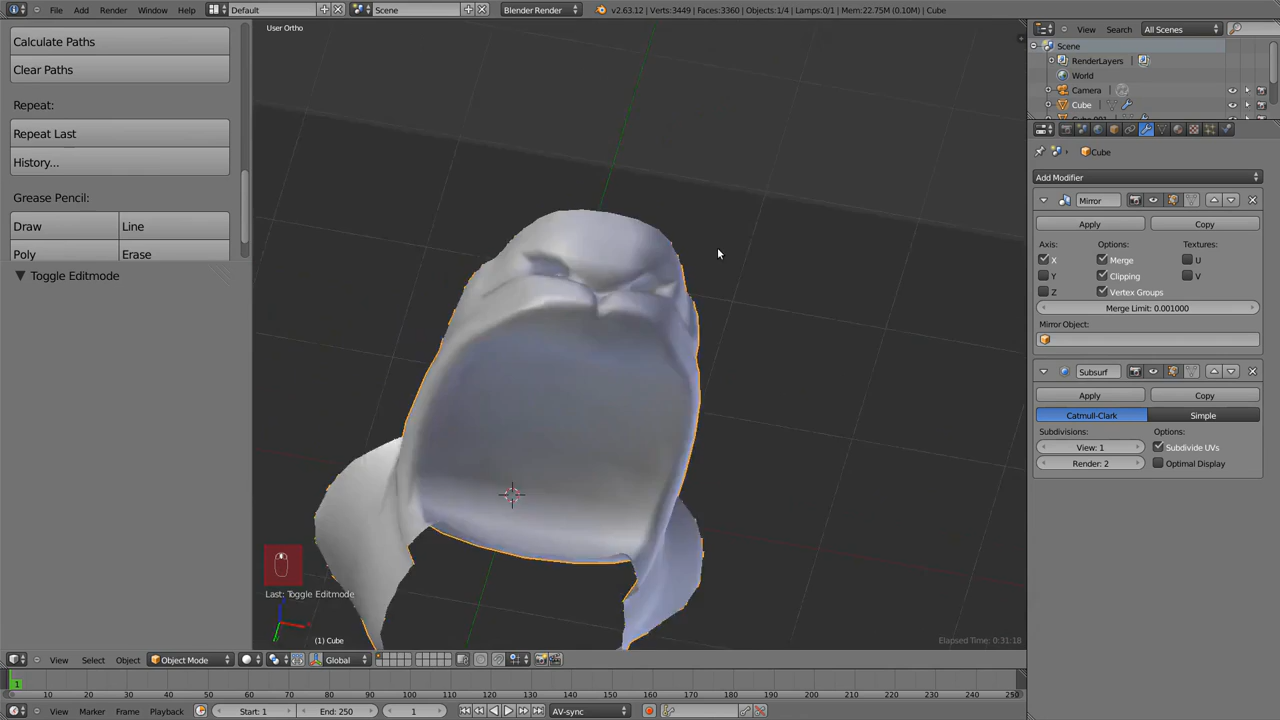 File Add Render Window Help Default Scene Blender Render v2.63.12 | Verts:3449 | Faces:3360 | Objects:1/4 | Lamps:0/1 | Mem:22.75M (0.10M) | Cube
Calculate Paths
Clear Paths
Repeat:
Repeat Last
History...
Grease Pencil:
Draw Line
Poly Erase
Toggle Editmode
User Ortho
Last: Toggle Editmode
(1) Cube
Elapsed Time: 0:31:18
View Search All Scenes
Scene
RenderLayers
World
Camera
Cube
Cube
Add Modifier
Mirror
Apply Copy
Axis: Options: Textures:
X Merge U
Y Clipping V
Z Vertex Groups
Merge Limit: 0.001000
Mirror Object:
Subsurf
Apply Copy
Catmull-Clark Simple
Subdivisions: Options:
View: 1 Subdivide UVs
Render: 2 Optimal Display
View Select Object Object Mode Global
1
0 10 20 30 40 50 60 70 80 90 100 110 120 130 140 150 160 170 180 190 200 210 220 230 240 250
View Marker Frame Playback Start: 1 End: 250 1 AV-sync